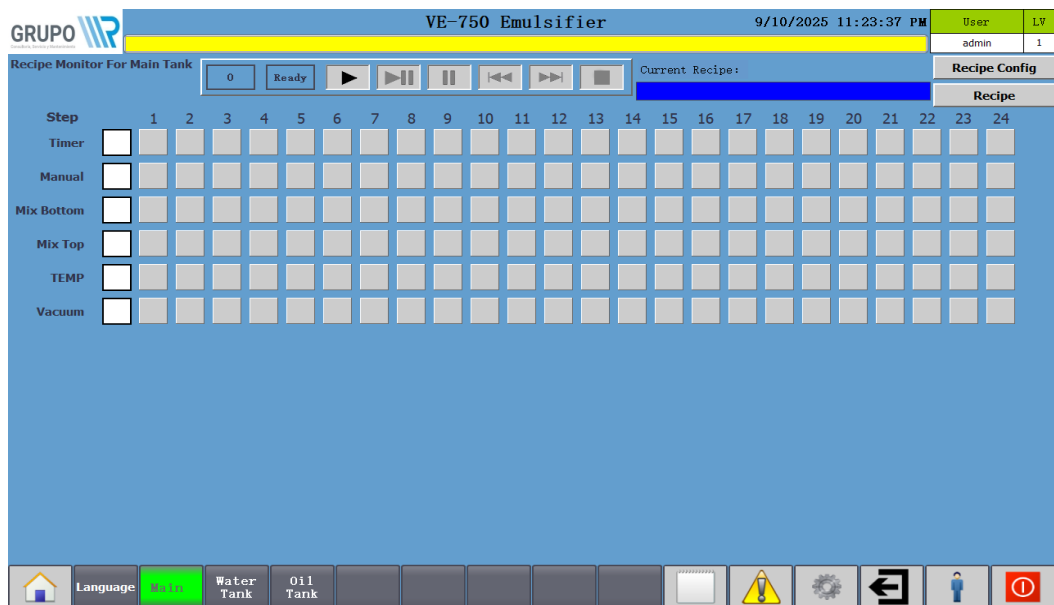 GRUPO
VE-750 Emulsifier
9/10/2025 11:23:37 PM
User
LV
admin
1
Recipe Monitor For Main Tank
0
Ready
Current Recipe:
Recipe Config
Recipe
Step 1 2 3 4 5 6 7 8 9 10 11 12 13 14 15 16 17 18 19 20 21 22 23 24
Timer
Manual
Mix Bottom
Mix Top
TEMP
Vacuum
Language
Main
Water
Tank
Oil
Tank